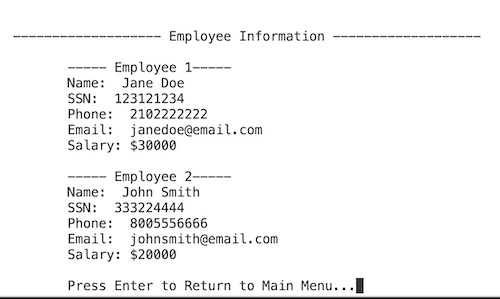 ------------------- Employee Information -------------------
----- Employee 1-----
Name:  Jane Doe
SSN:  123121234
Phone:  2102222222
Email:  janedoe@email.com
Salary: $30000
----- Employee 2-----
Name:  John Smith
SSN:  333224444
Phone:  8005556666
Email:  johnsmith@email.com
Salary: $20000
Press Enter to Return to Main Menu...